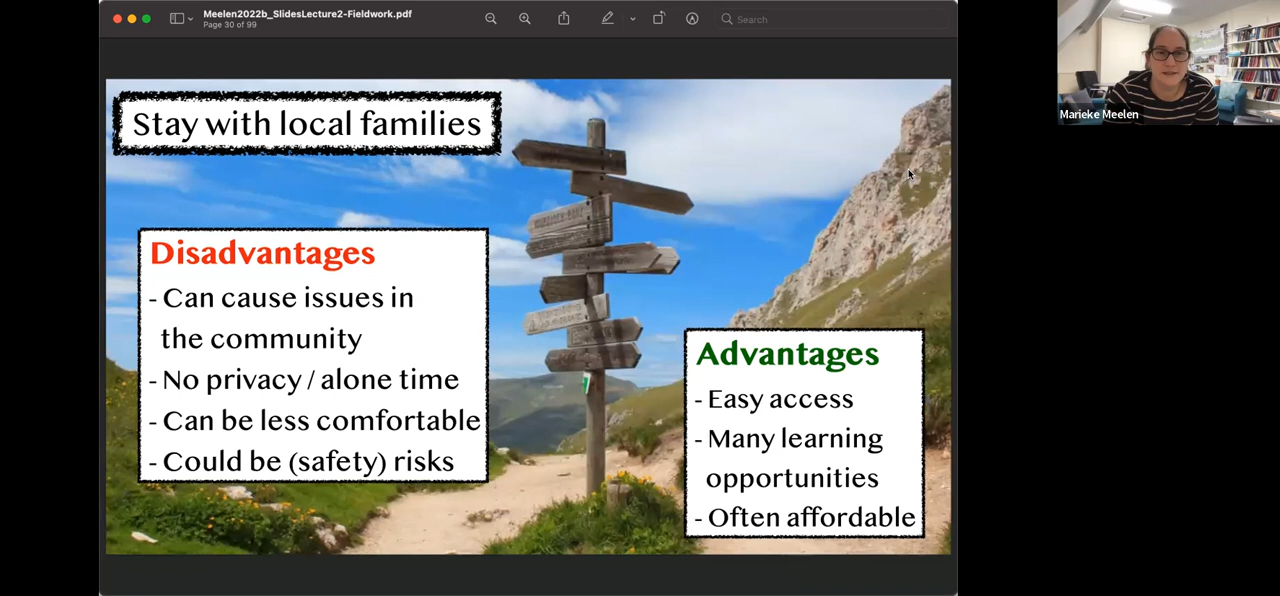 Meelen2022b_SlidesLecture2-Fieldwork.pdf
Page 30 of 99
Search
Marieke Meelen
Stay with local families
Disadvantages
- Can cause issues in
the community
- No privacy / alone time
- Can be less comfortable
- Could be (safety) risks
Advantages
- Easy access
- Many learning
opportunities
- Often affordable